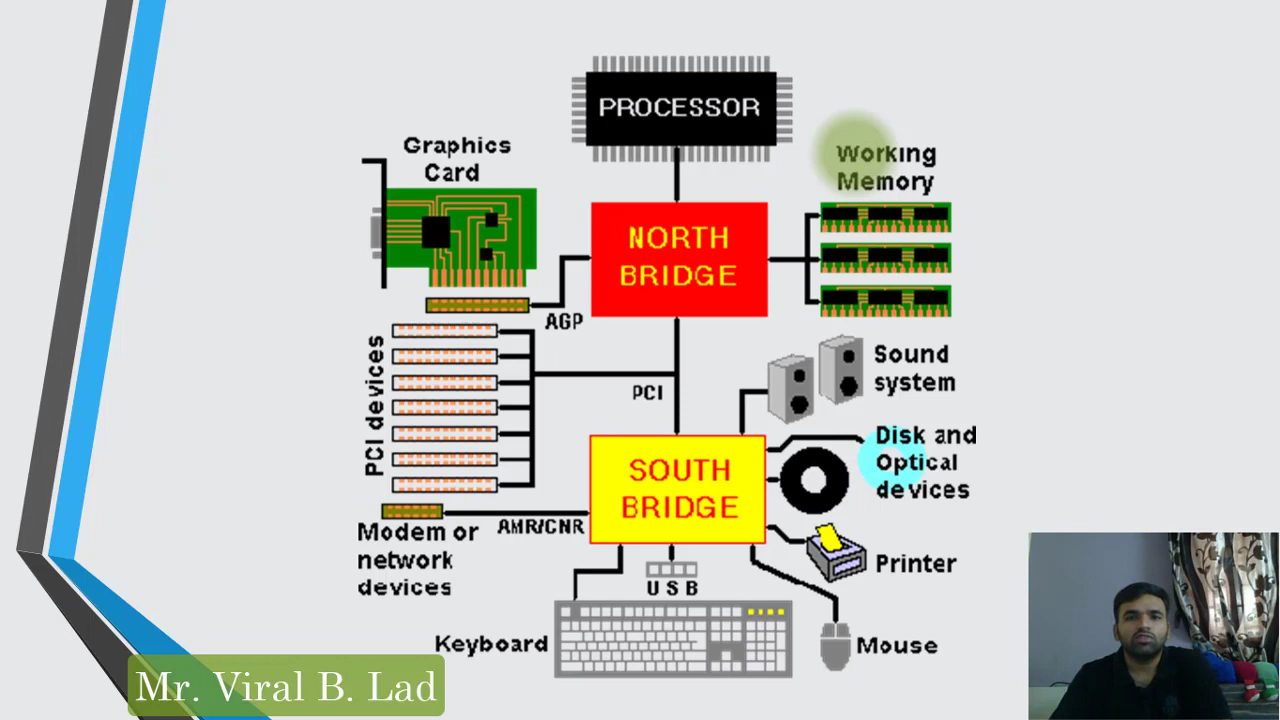 PROCESSOR
Graphics
Card
Working
Memory
NORTH
BRIDGE
AGP
PCI devices
PCI
Sound
system
SOUTH
BRIDGE
Disk and
Optical
devices
AMR/CNR
Modem or
network
devices
USB
Printer
Keyboard
Mouse
Mr. Viral B. Lad